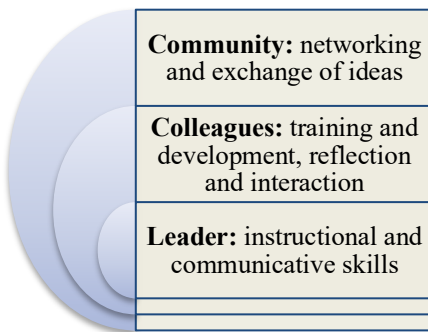 Community: networking
and exchange of ideas
Colleagues: training and
development, reflection
and interaction
Leader: instructional and
communicative skills